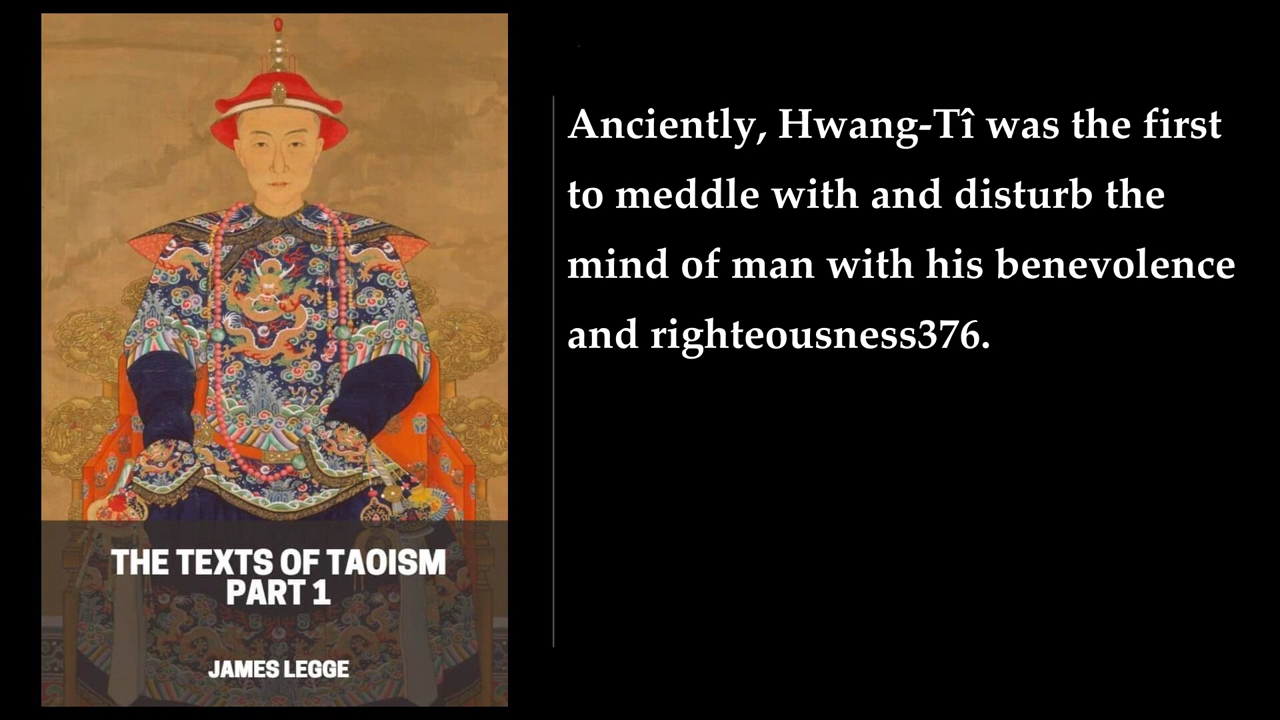 THE TEXTS OF TAOISM
PART 1
JAMES LEGGE
Anciently, Hwang-Tî was the first
to meddle with and disturb the
mind of man with his benevolence
and righteousness376.